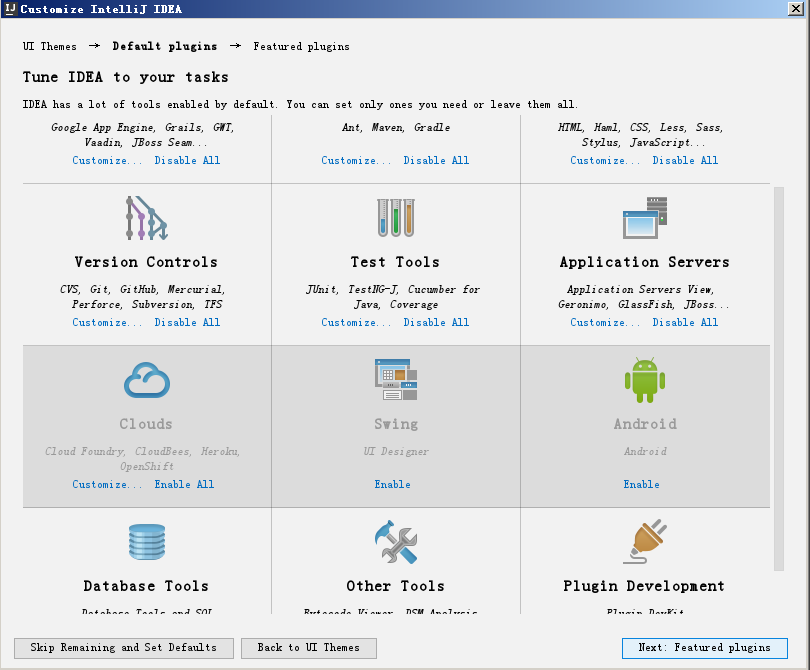 IJ Customize IntelliJ IDEA
UI Themes → Default plugins → Featured plugins
Tune IDEA to your tasks
IDEA has a lot of tools enabled by default. You can set only ones you need or leave them all.
Google App Engine, Grails, GWT,
Vaadin, JBoss Seam...
Customize... Disable All
Ant, Maven, Gradle
Customize... Disable All
HTML, Haml, CSS, Less, Sass,
Stylus, JavaScript...
Customize... Disable All
Version Controls
CVS, Git, GitHub, Mercurial,
Perforce, Subversion, TFS
Customize... Disable All
Test Tools
JUnit, TestNG-J, Cucumber for
Java, Coverage
Customize... Disable All
Application Servers
Application Servers View,
Geronimo, GlassFish, JBoss...
Customize... Disable All
Clouds
Cloud Foundry, CloudBees, Heroku,
OpenShift
Customize... Enable All
Swing
UI Designer
Enable
Android
Android
Enable
Database Tools
Database Tools and SQL
Other Tools
Bytecode Viewer, DSM Analysis,
Plugin Development
Plugin DevKit
Skip Remaining and Set Defaults
Back to UI Themes
Next: Featured plugins